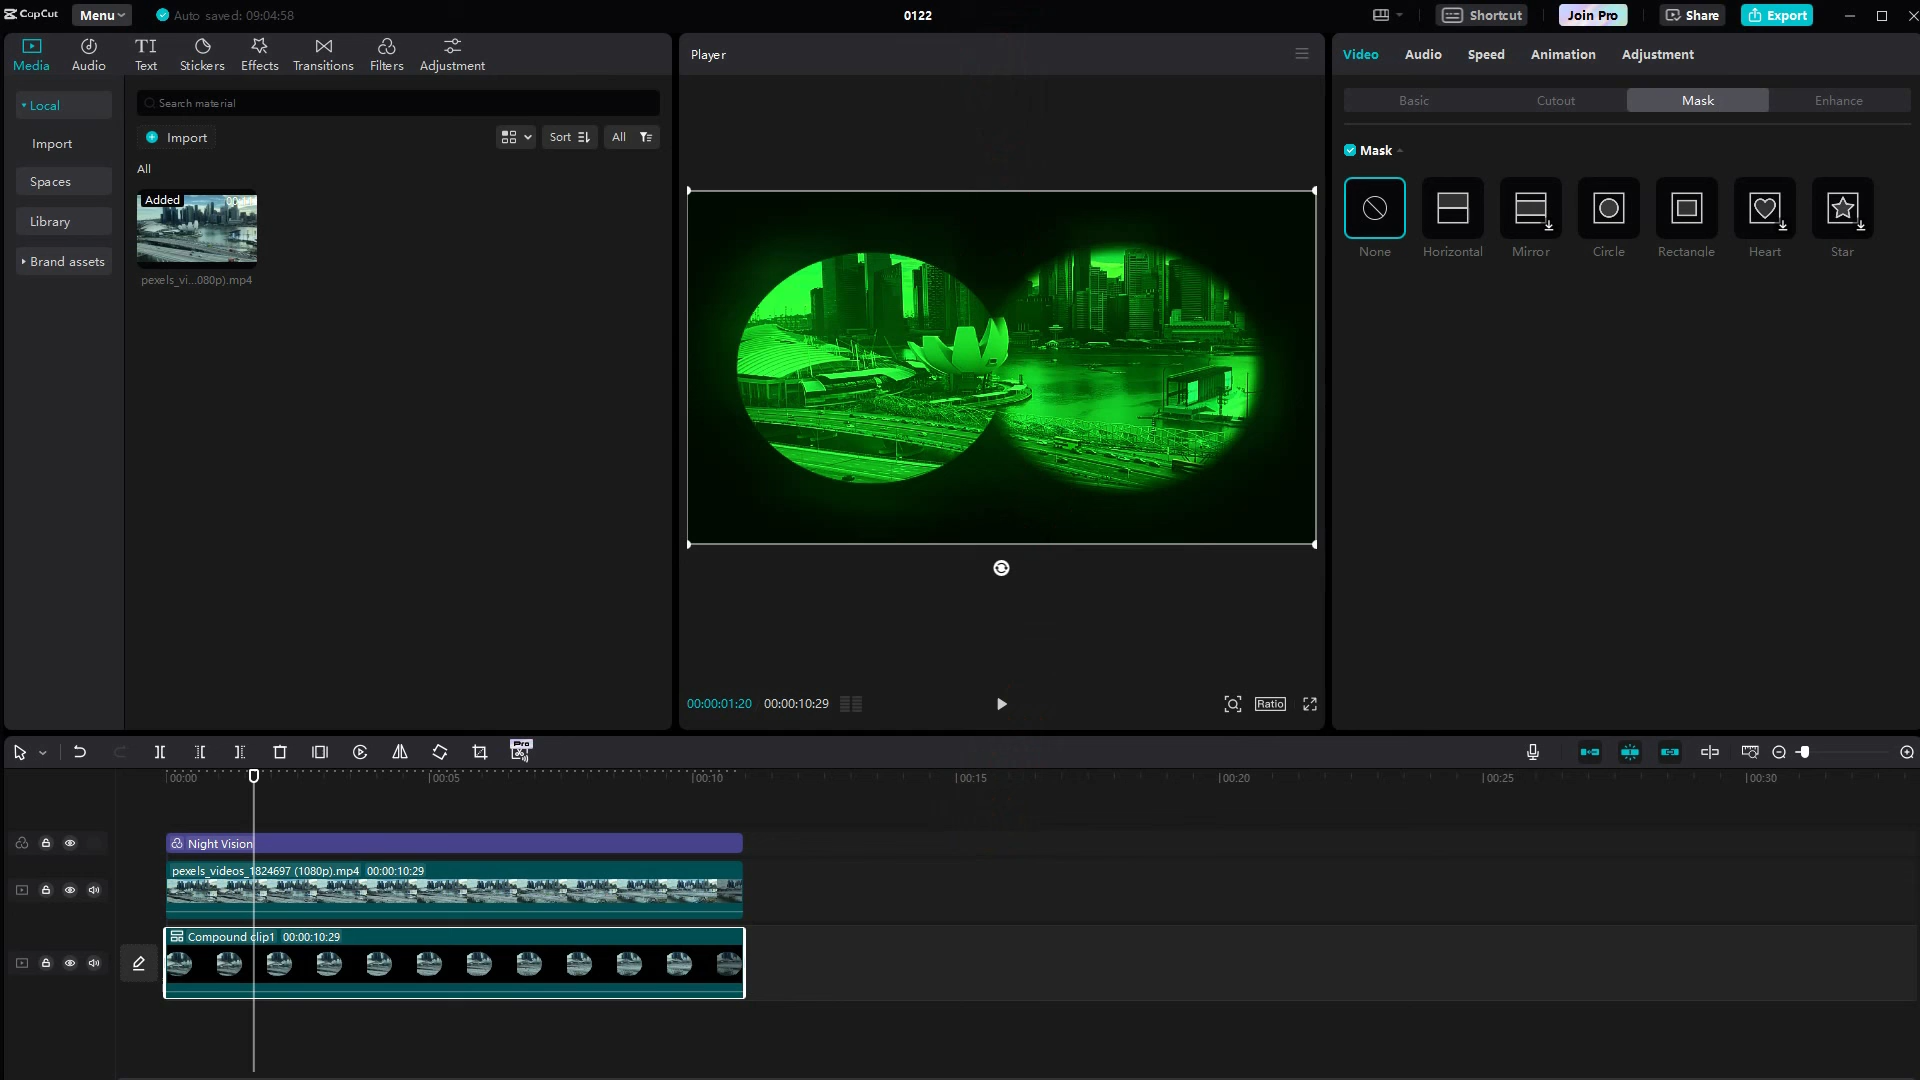 CapCut
Menu
Auto saved: 09:04:58
0122
Shortcut
Join Pro
Share
Export
Media
Audio
Text
Stickers
Effects
Transitions
Filters
Adjustment
Local
Import
Spaces
Library
Brand assets
Search material
Import
Sort
All
All
Added
pexels_vi...080p).mp4
Player
00:00:01:20
00:00:10:29
Ratio
Video
Audio
Speed
Animation
Adjustment
Basic
Cutout
Mask
Enhance
Mask
None
Horizontal
Mirror
Circle
Rectangle
Heart
Star
Pro
00:00
00:05
00:10
00:15
00:20
00:25
00:30
Night Vision
pexels_videos_1824697 (1080p).mp4 00:00:10:29
Compound clip1 00:00:10:29